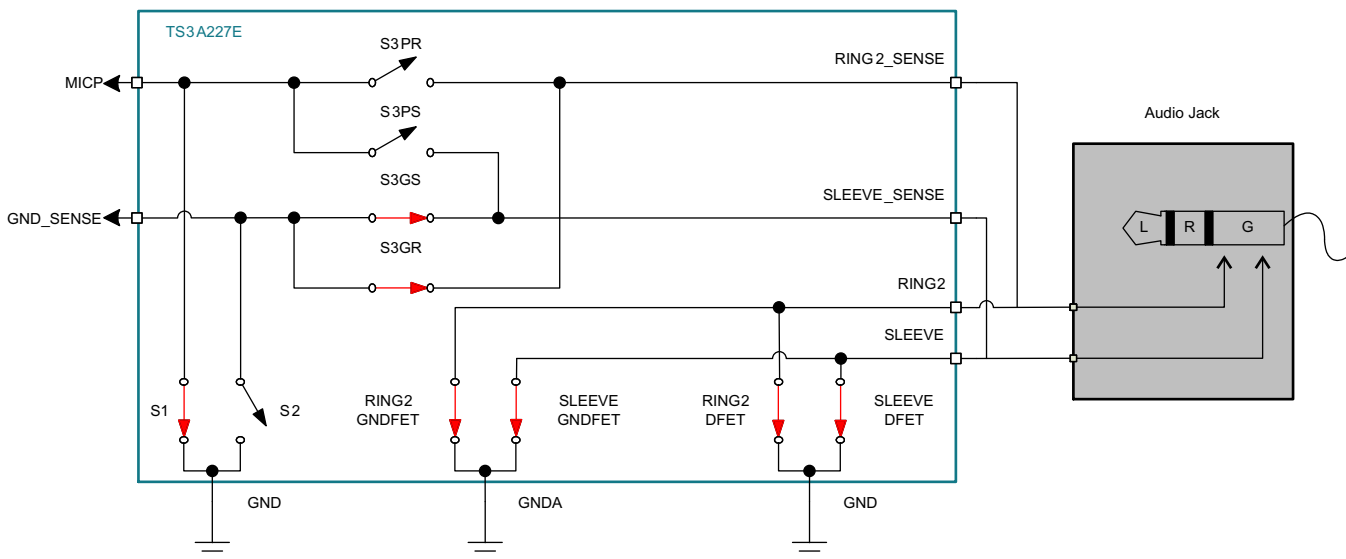 TS3A227E
S3PR
RING2_SENSE
MICP
Audio Jack
S3PS
S3GS
SLEEVE_SENSE
GND_SENSE
L R G
S3GR
RING2
SLEEVE
S1
S2
RING2
GNDFET
SLEEVE
GNDFET
RING2
DFET
SLEEVE
DFET
GND
GNDA
GND